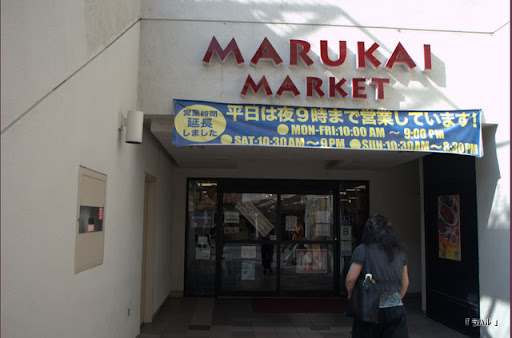 MARUKAI
MARKET
営業時間
延長
しました
平日は夜9時まで営業しています!
MON-FRI:10:00 AM ～ 9:00 PM
SAT-10:30AM～9PM SUN-10:30AM～8:30PM